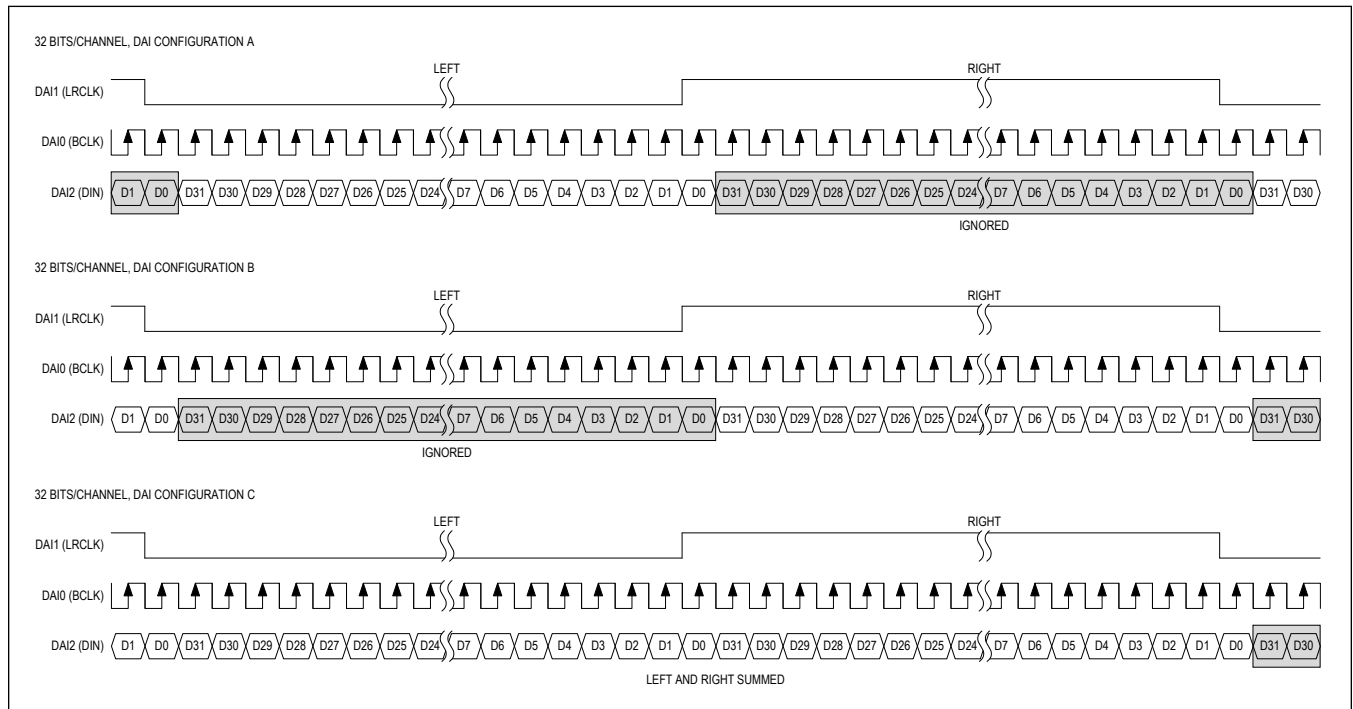 32 BITS/CHANNEL, DAI CONFIGURATION A
LEFT RIGHT
DAI1 (LRCLK)
DAI0 (BCLK)
DAI2 (DIN) D1 D0 D31 D30 D29 D28 D27 D26 D25 D24 D7 D6 D5 D4 D3 D2 D1 D0 D31 D30 D29 D28 D27 D26 D25 D24 D7 D6 D5 D4 D3 D2 D1 D0 D31 D30
IGNORED
32 BITS/CHANNEL, DAI CONFIGURATION B
LEFT RIGHT
DAI1 (LRCLK)
DAI0 (BCLK)
DAI2 (DIN) D1 D0 D31 D30 D29 D28 D27 D26 D25 D24 D7 D6 D5 D4 D3 D2 D1 D0 D31 D30 D29 D28 D27 D26 D25 D24 D7 D6 D5 D4 D3 D2 D1 D0 D31 D30
IGNORED
32 BITS/CHANNEL, DAI CONFIGURATION C
LEFT RIGHT
DAI1 (LRCLK)
DAI0 (BCLK)
DAI2 (DIN) D1 D0 D31 D30 D29 D28 D27 D26 D25 D24 D7 D6 D5 D4 D3 D2 D1 D0 D31 D30 D29 D28 D27 D26 D25 D24 D7 D6 D5 D4 D3 D2 D1 D0 D31 D30
LEFT AND RIGHT SUMMED